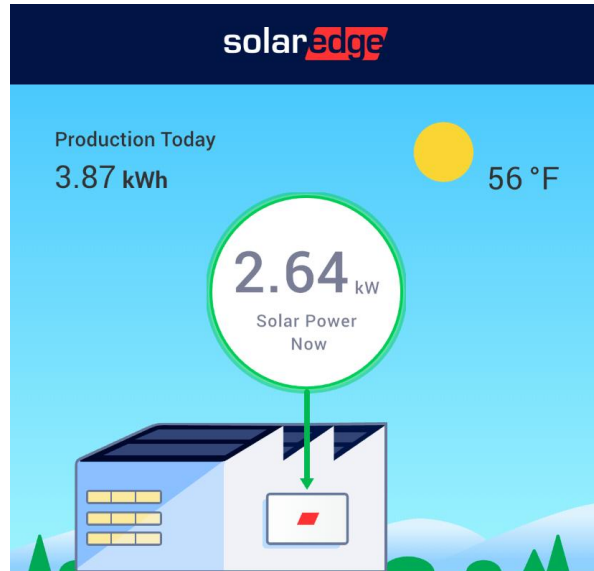 solaredge
Production Today
3.87 kWh
56 °F
2.64 kW
Solar Power
Now